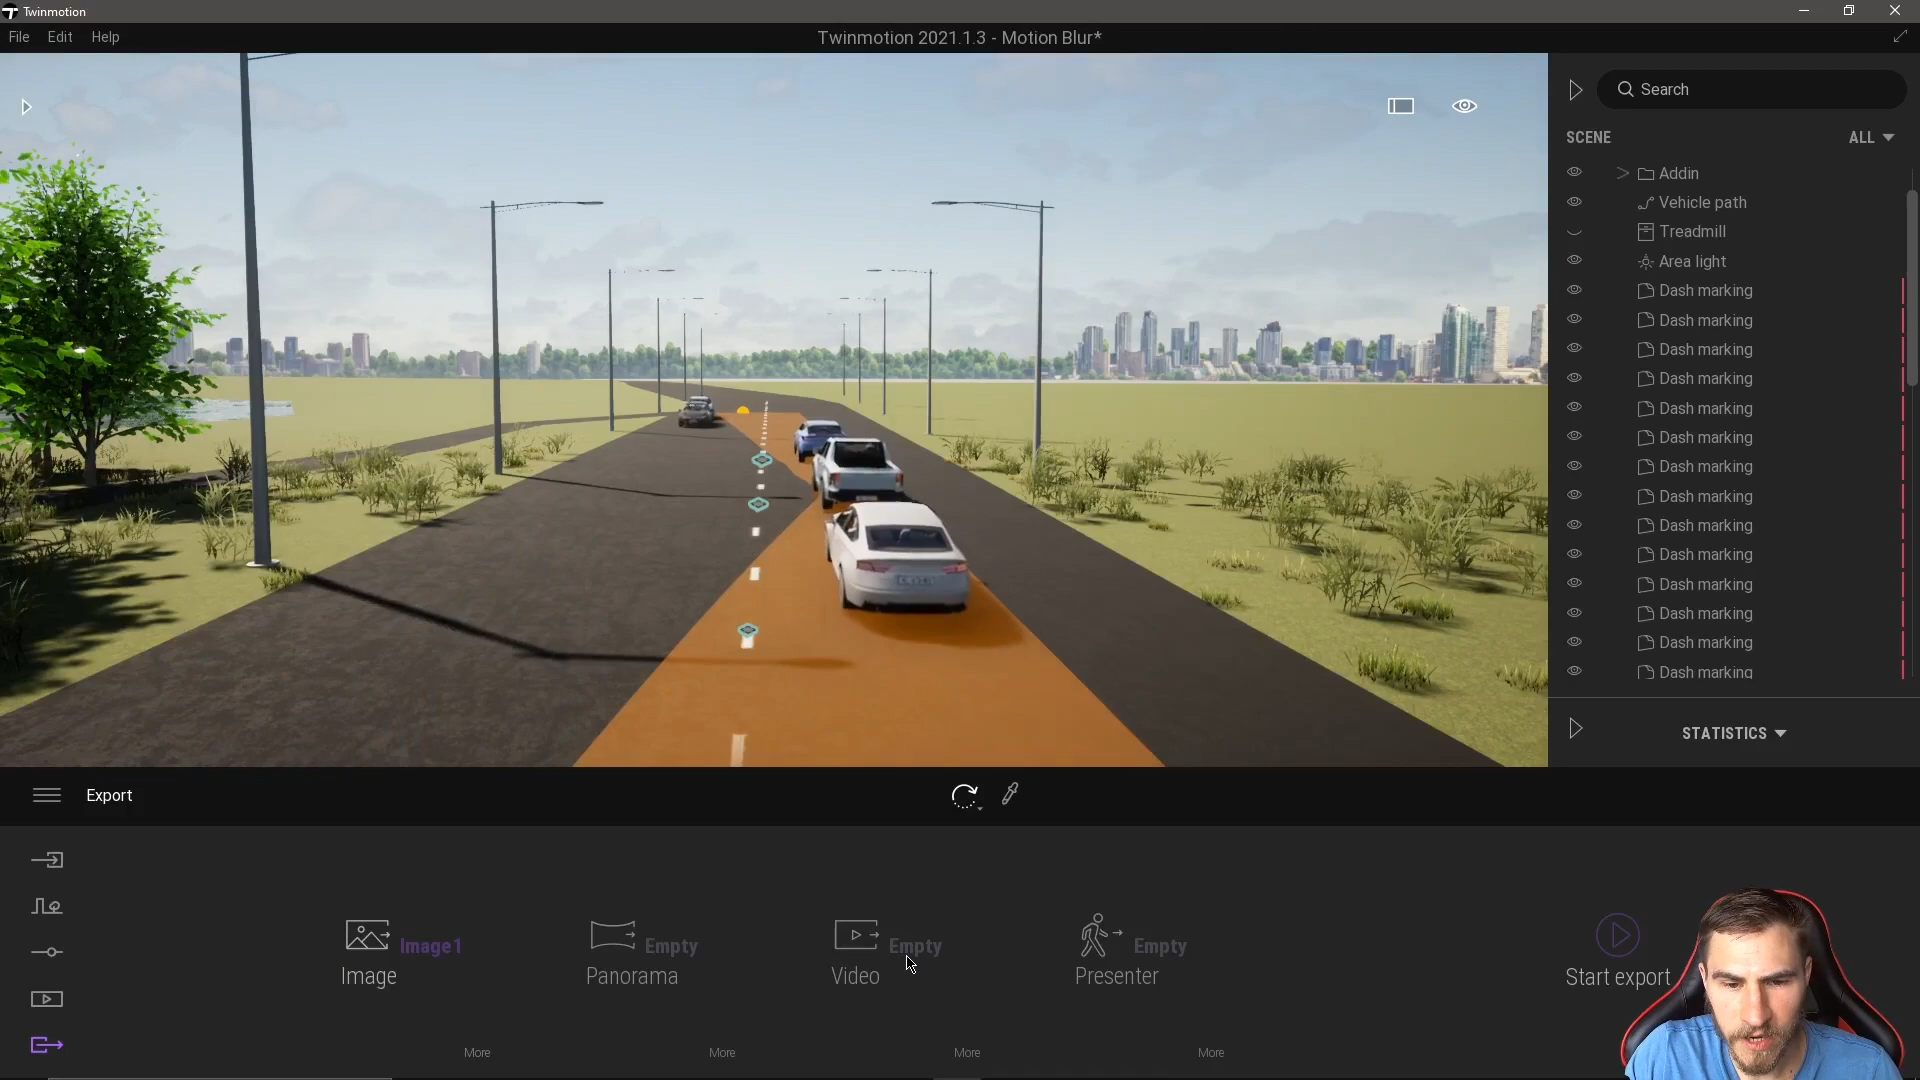 Twinmotion
File Edit Help
Twinmotion 2021.1.3 - Motion Blur*
Search
SCENE
ALL
Addin
Vehicle path
Treadmill
Area light
Dash marking
Dash marking
Dash marking
Dash marking
Dash marking
Dash marking
Dash marking
Dash marking
Dash marking
Dash marking
Dash marking
Dash marking
Dash marking
Dash marking
STATISTICS
Export
Image1
Image
Empty
Panorama
Empty
Video
Empty
Presenter
Start export
More
More
More
More